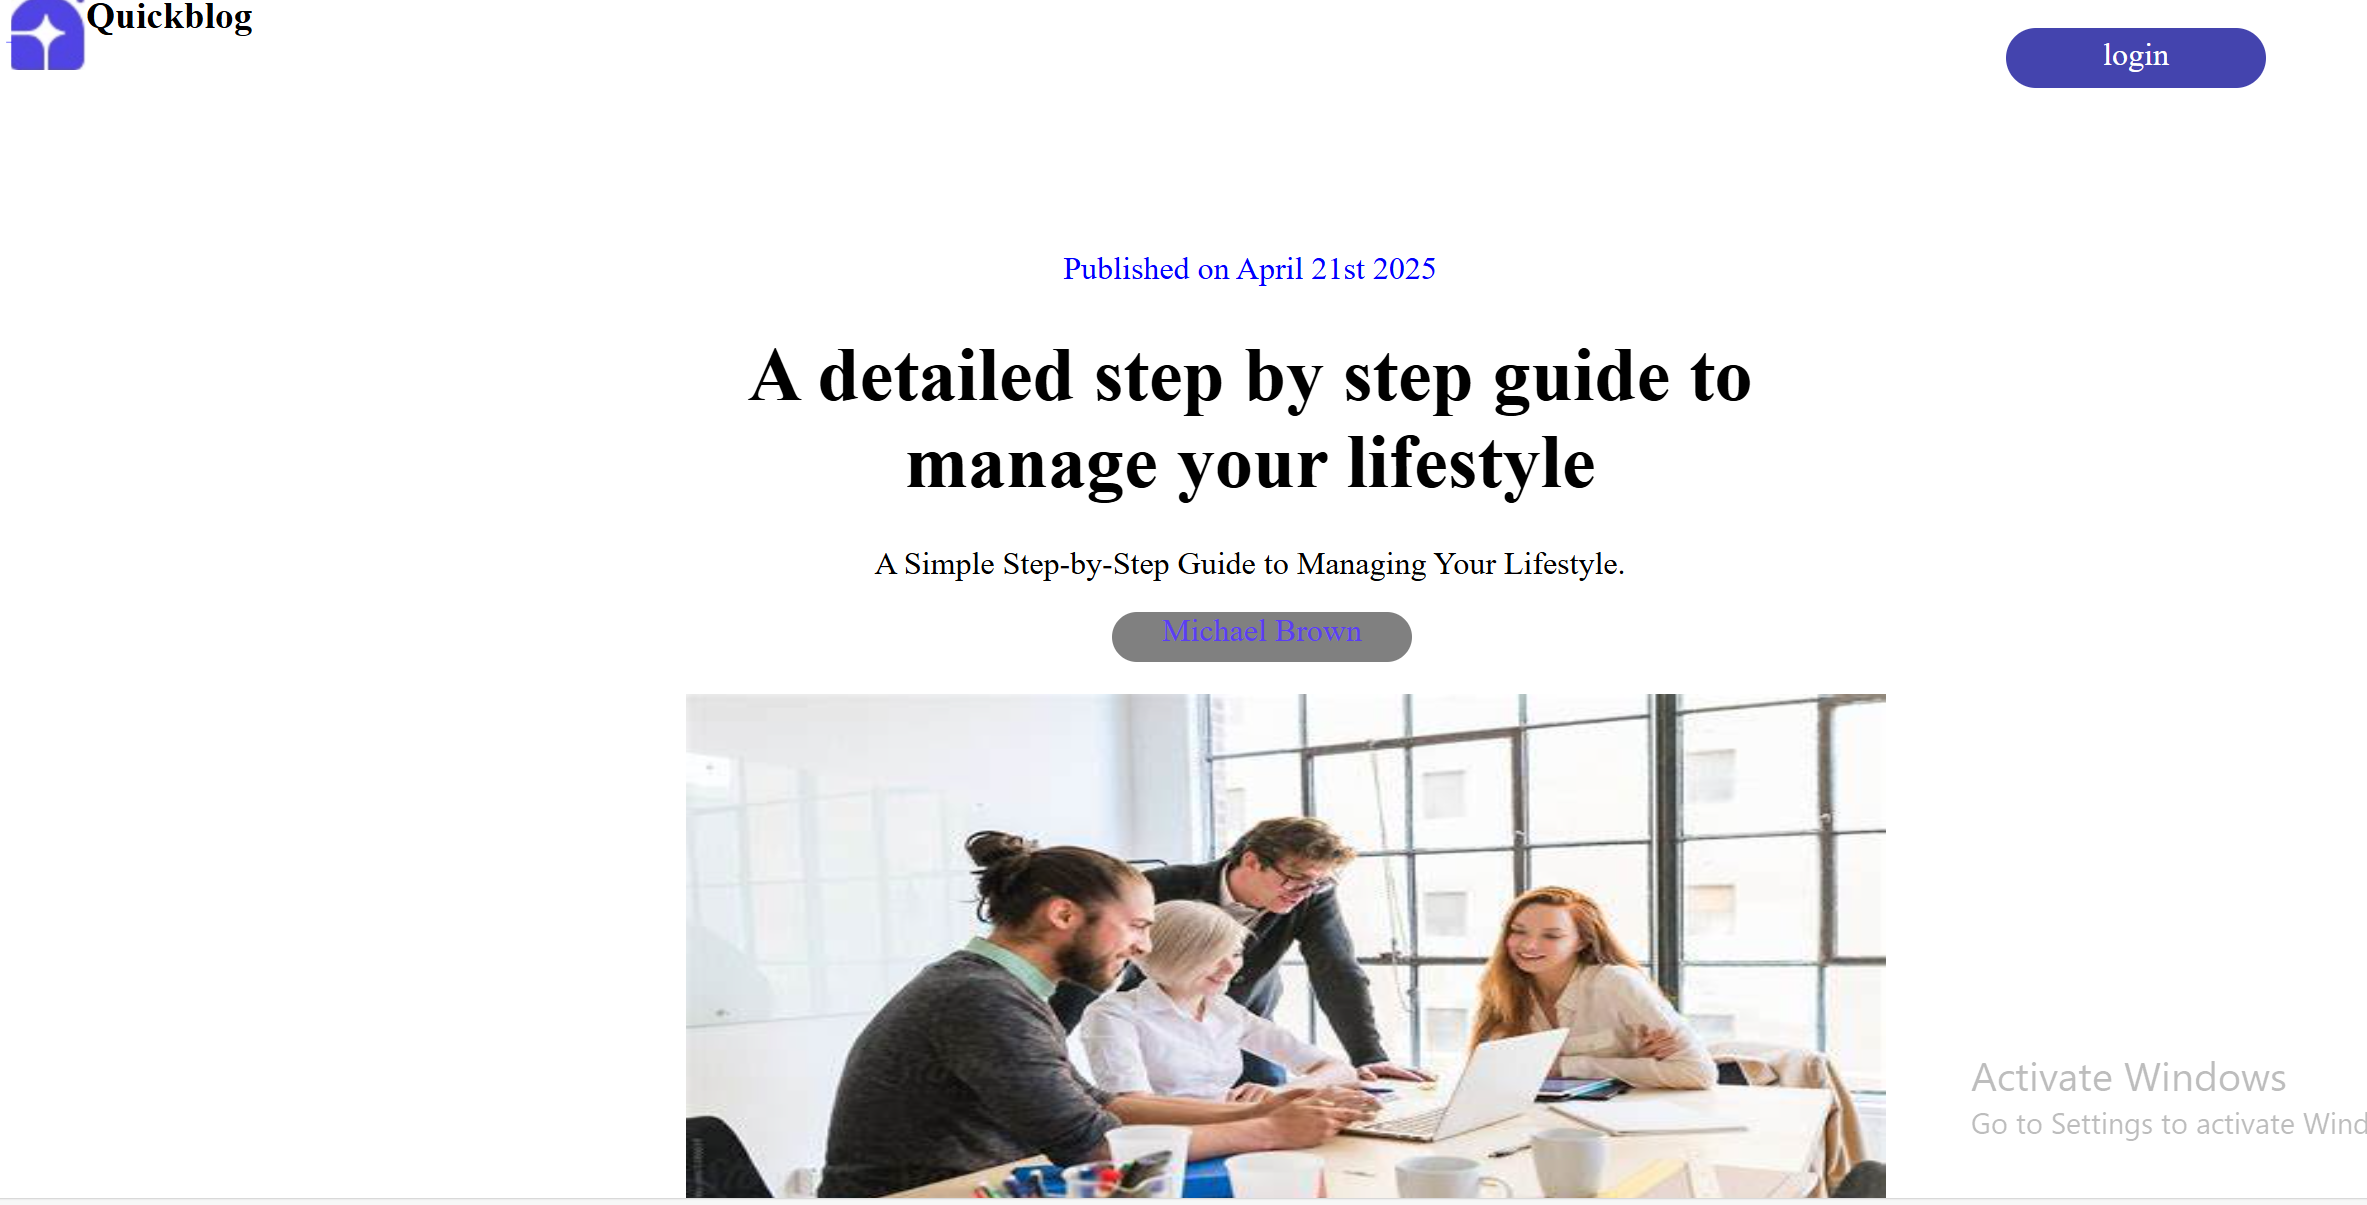 Quickblog
login
Published on April 21st 2025
A detailed step by step guide to
manage your lifestyle
A Simple Step-by-Step Guide to Managing Your Lifestyle.
Michael Brown
Activate Windows
Go to Settings to activate Wind